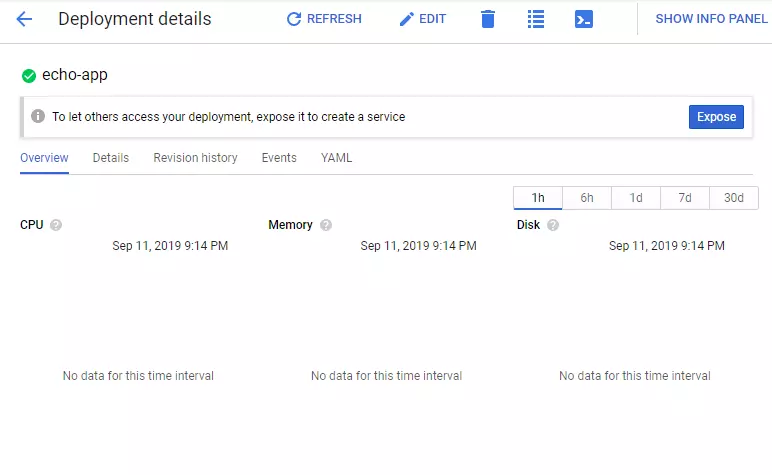 Deployment details REFRESH EDIT SHOW INFO PANEL
echo-app
To let others access your deployment, expose it to create a service Expose
Overview Details Revision history Events YAML
1h 6h 1d 7d 30d
CPU Memory Disk
Sep 11, 2019 9:14 PM Sep 11, 2019 9:14 PM Sep 11, 2019 9:14 PM
No data for this time interval No data for this time interval No data for this time interval